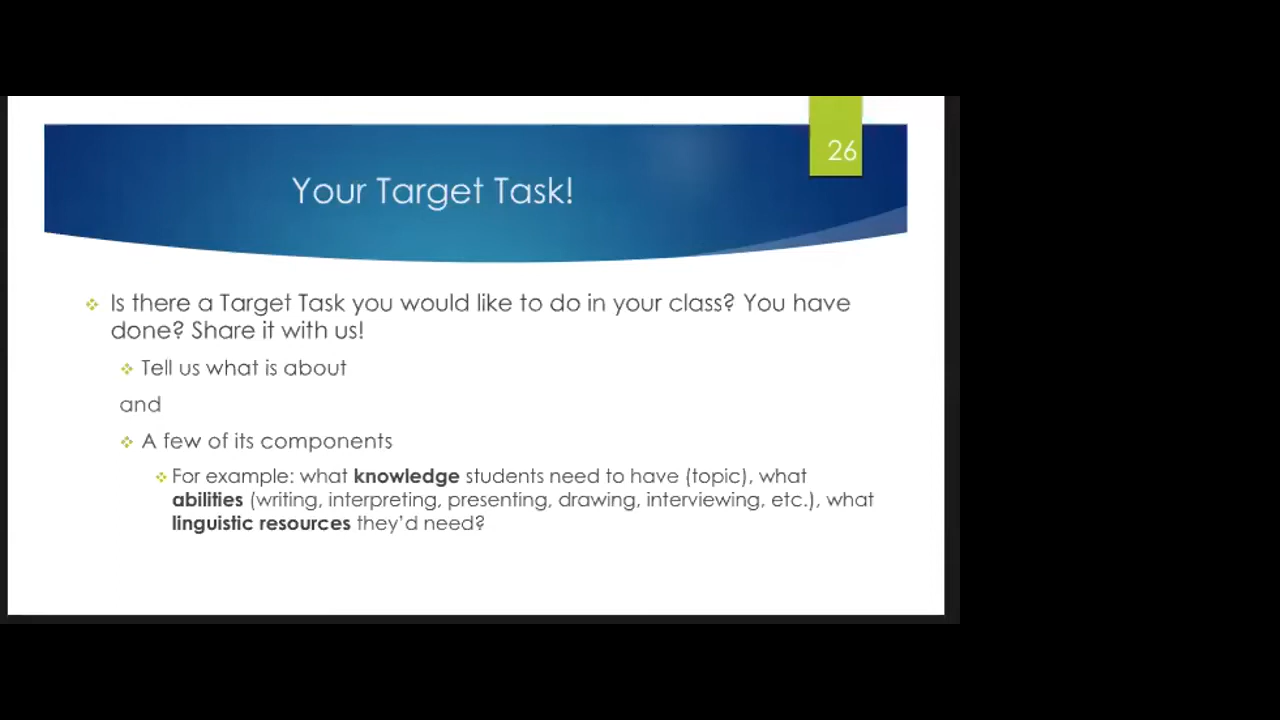 26
Your Target Task!
Is there a Target Task you would like to do in your class? You have
done? Share it with us!
Tell us what is about
and
A few of its components
For example: what knowledge students need to have (topic), what
abilities (writing, interpreting, presenting, drawing, interviewing, etc.), what
linguistic resources they'd need?